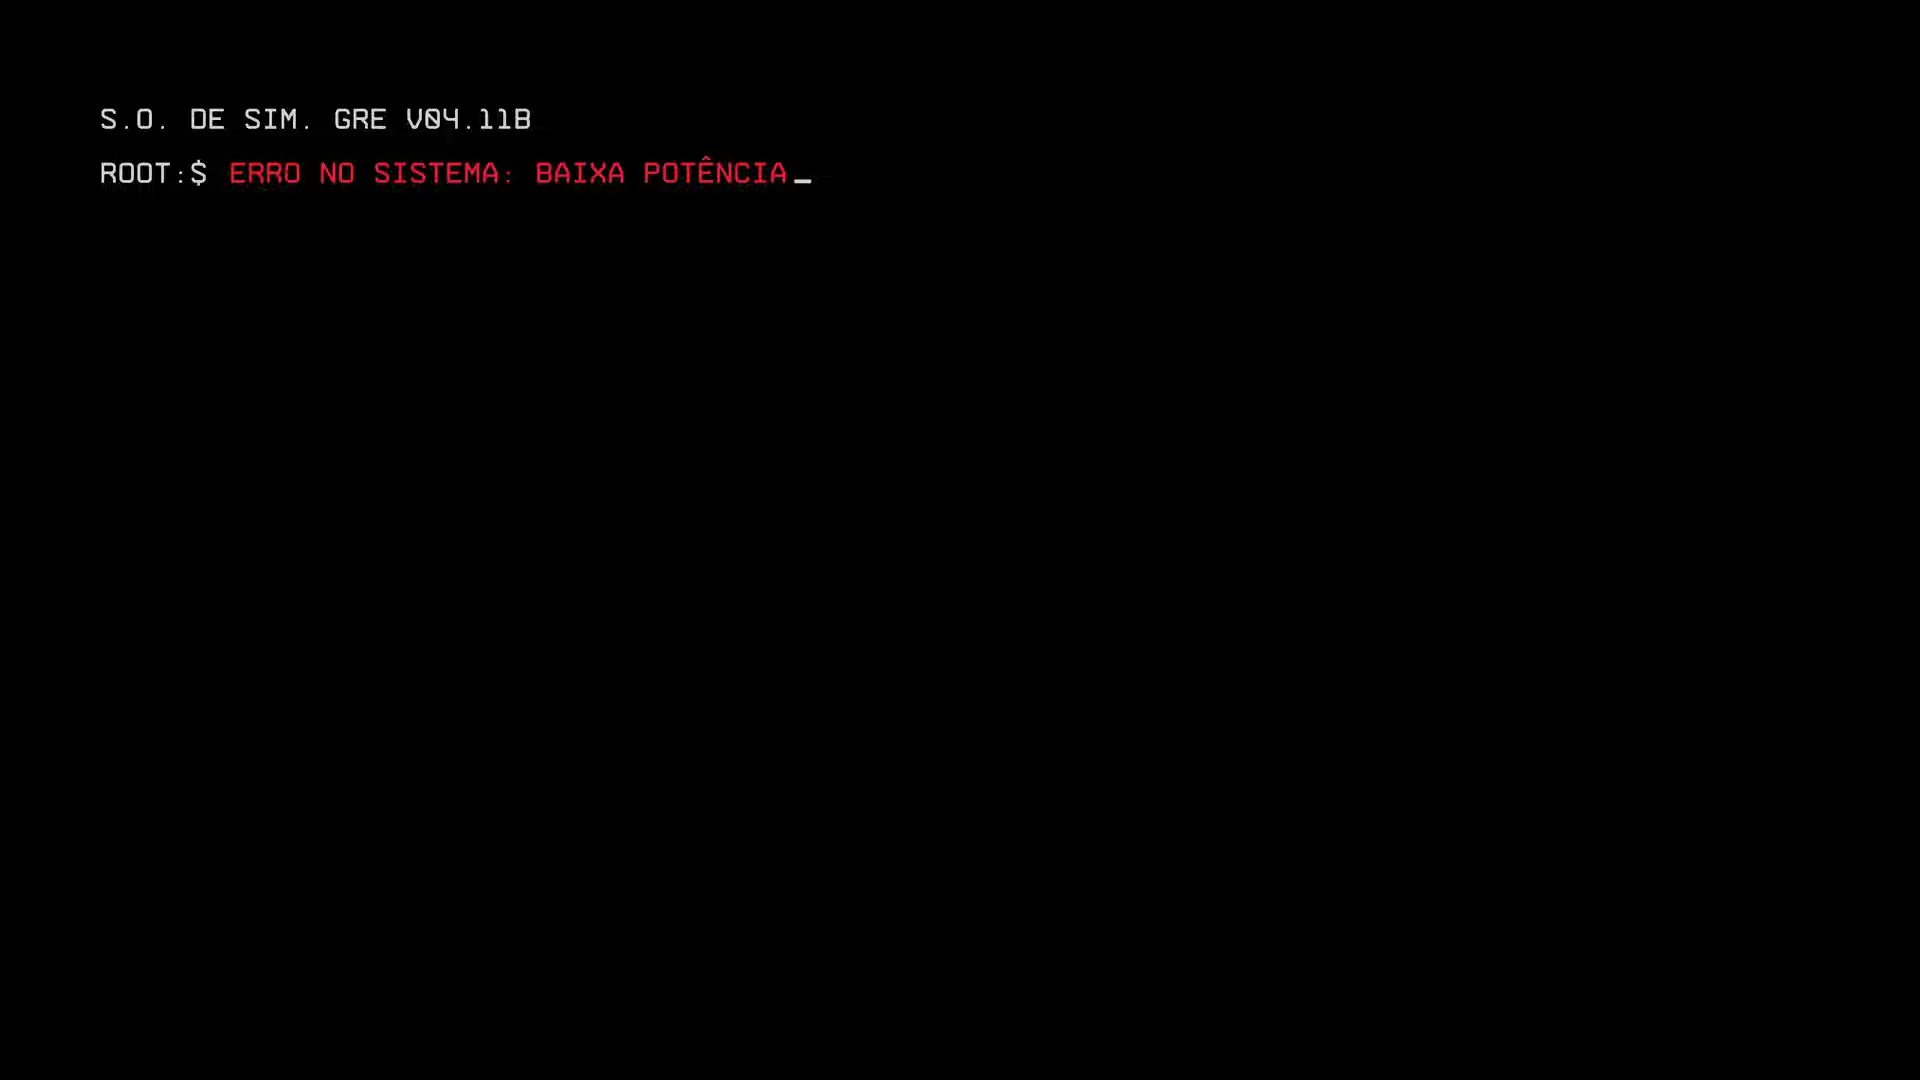 S.O. DE SIM. GRE V04.11B
ROOT:$ ERRO NO SISTEMA: BAIXA POTÊNCIA_